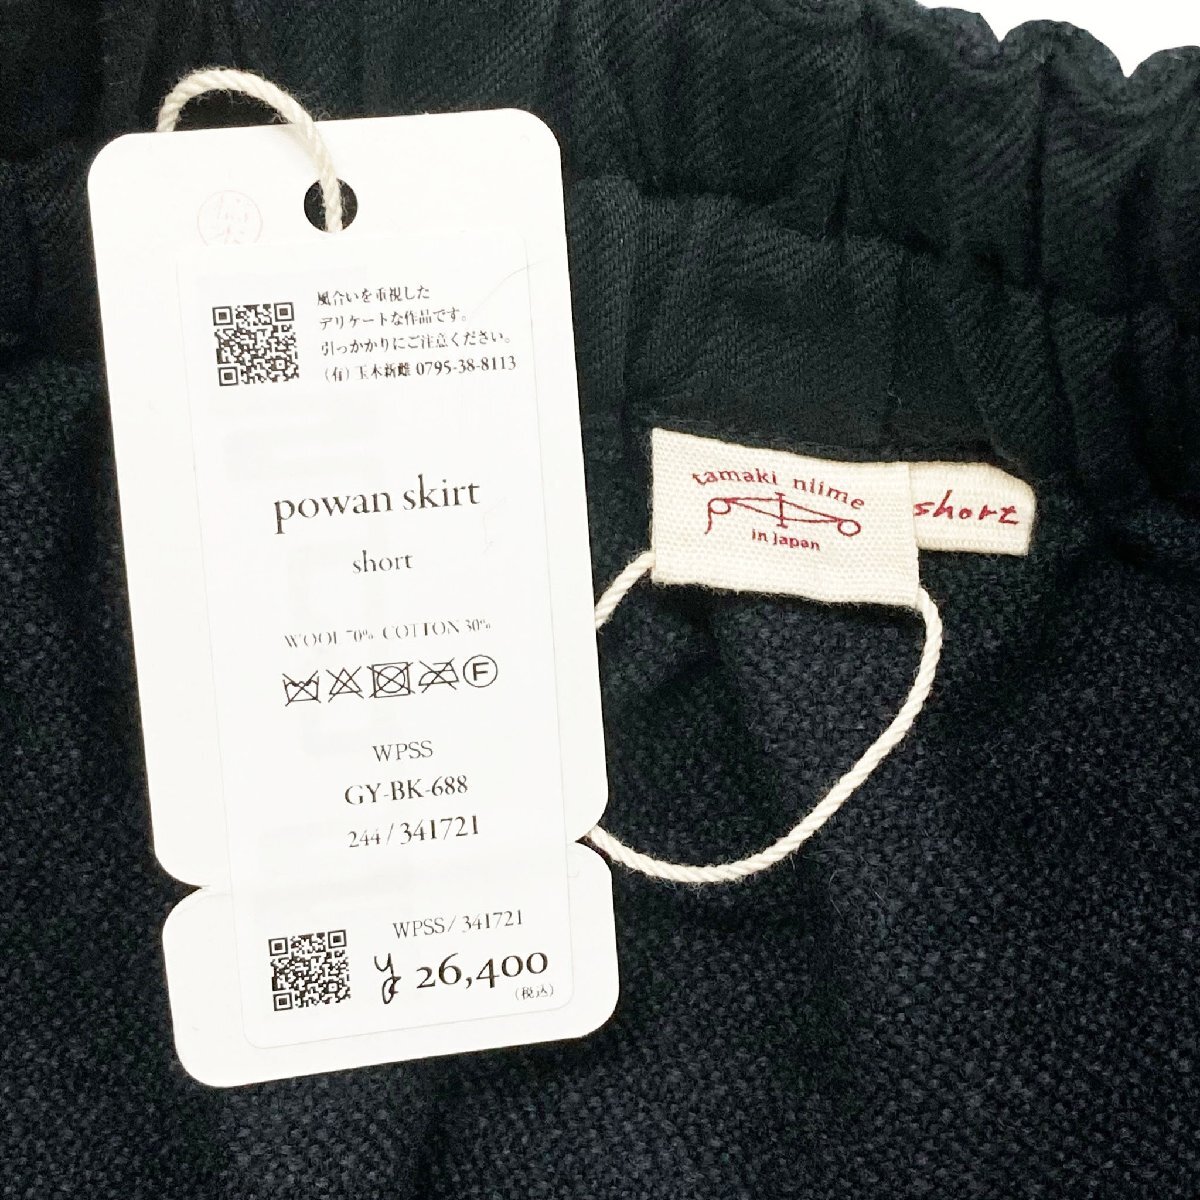 風合いを重視した
デリケートな作品です。
引っかかりにご注意ください。
（有）玉木新雌 0795-38-8113
powan skirt
short
WOOL 70% COTTON 30%
F
WPSS
GY-BK-688
244 / 341721
WPSS/ 341721
¥ 26,400
（税込）
tamaki niime
in Japan
short